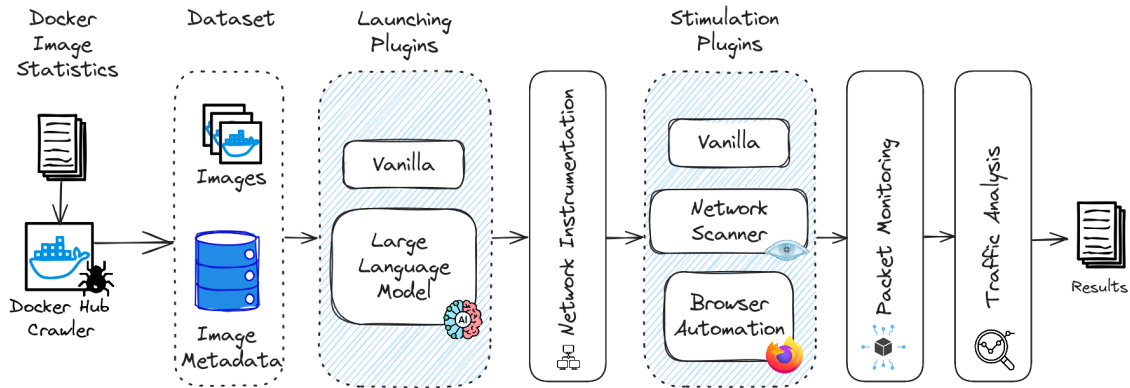 Docker
Image
Statistics
Docker Hub
Crawler
Dataset
Images
Image
Metadata
Launching
Plugins
Vanilla
Large
Language
Model
AI
Network Instrumentation
Stimulation
Plugins
Vanilla
Network
Scanner
Browser
Automation
Packet Monitoring
Traffic Analysis
Results